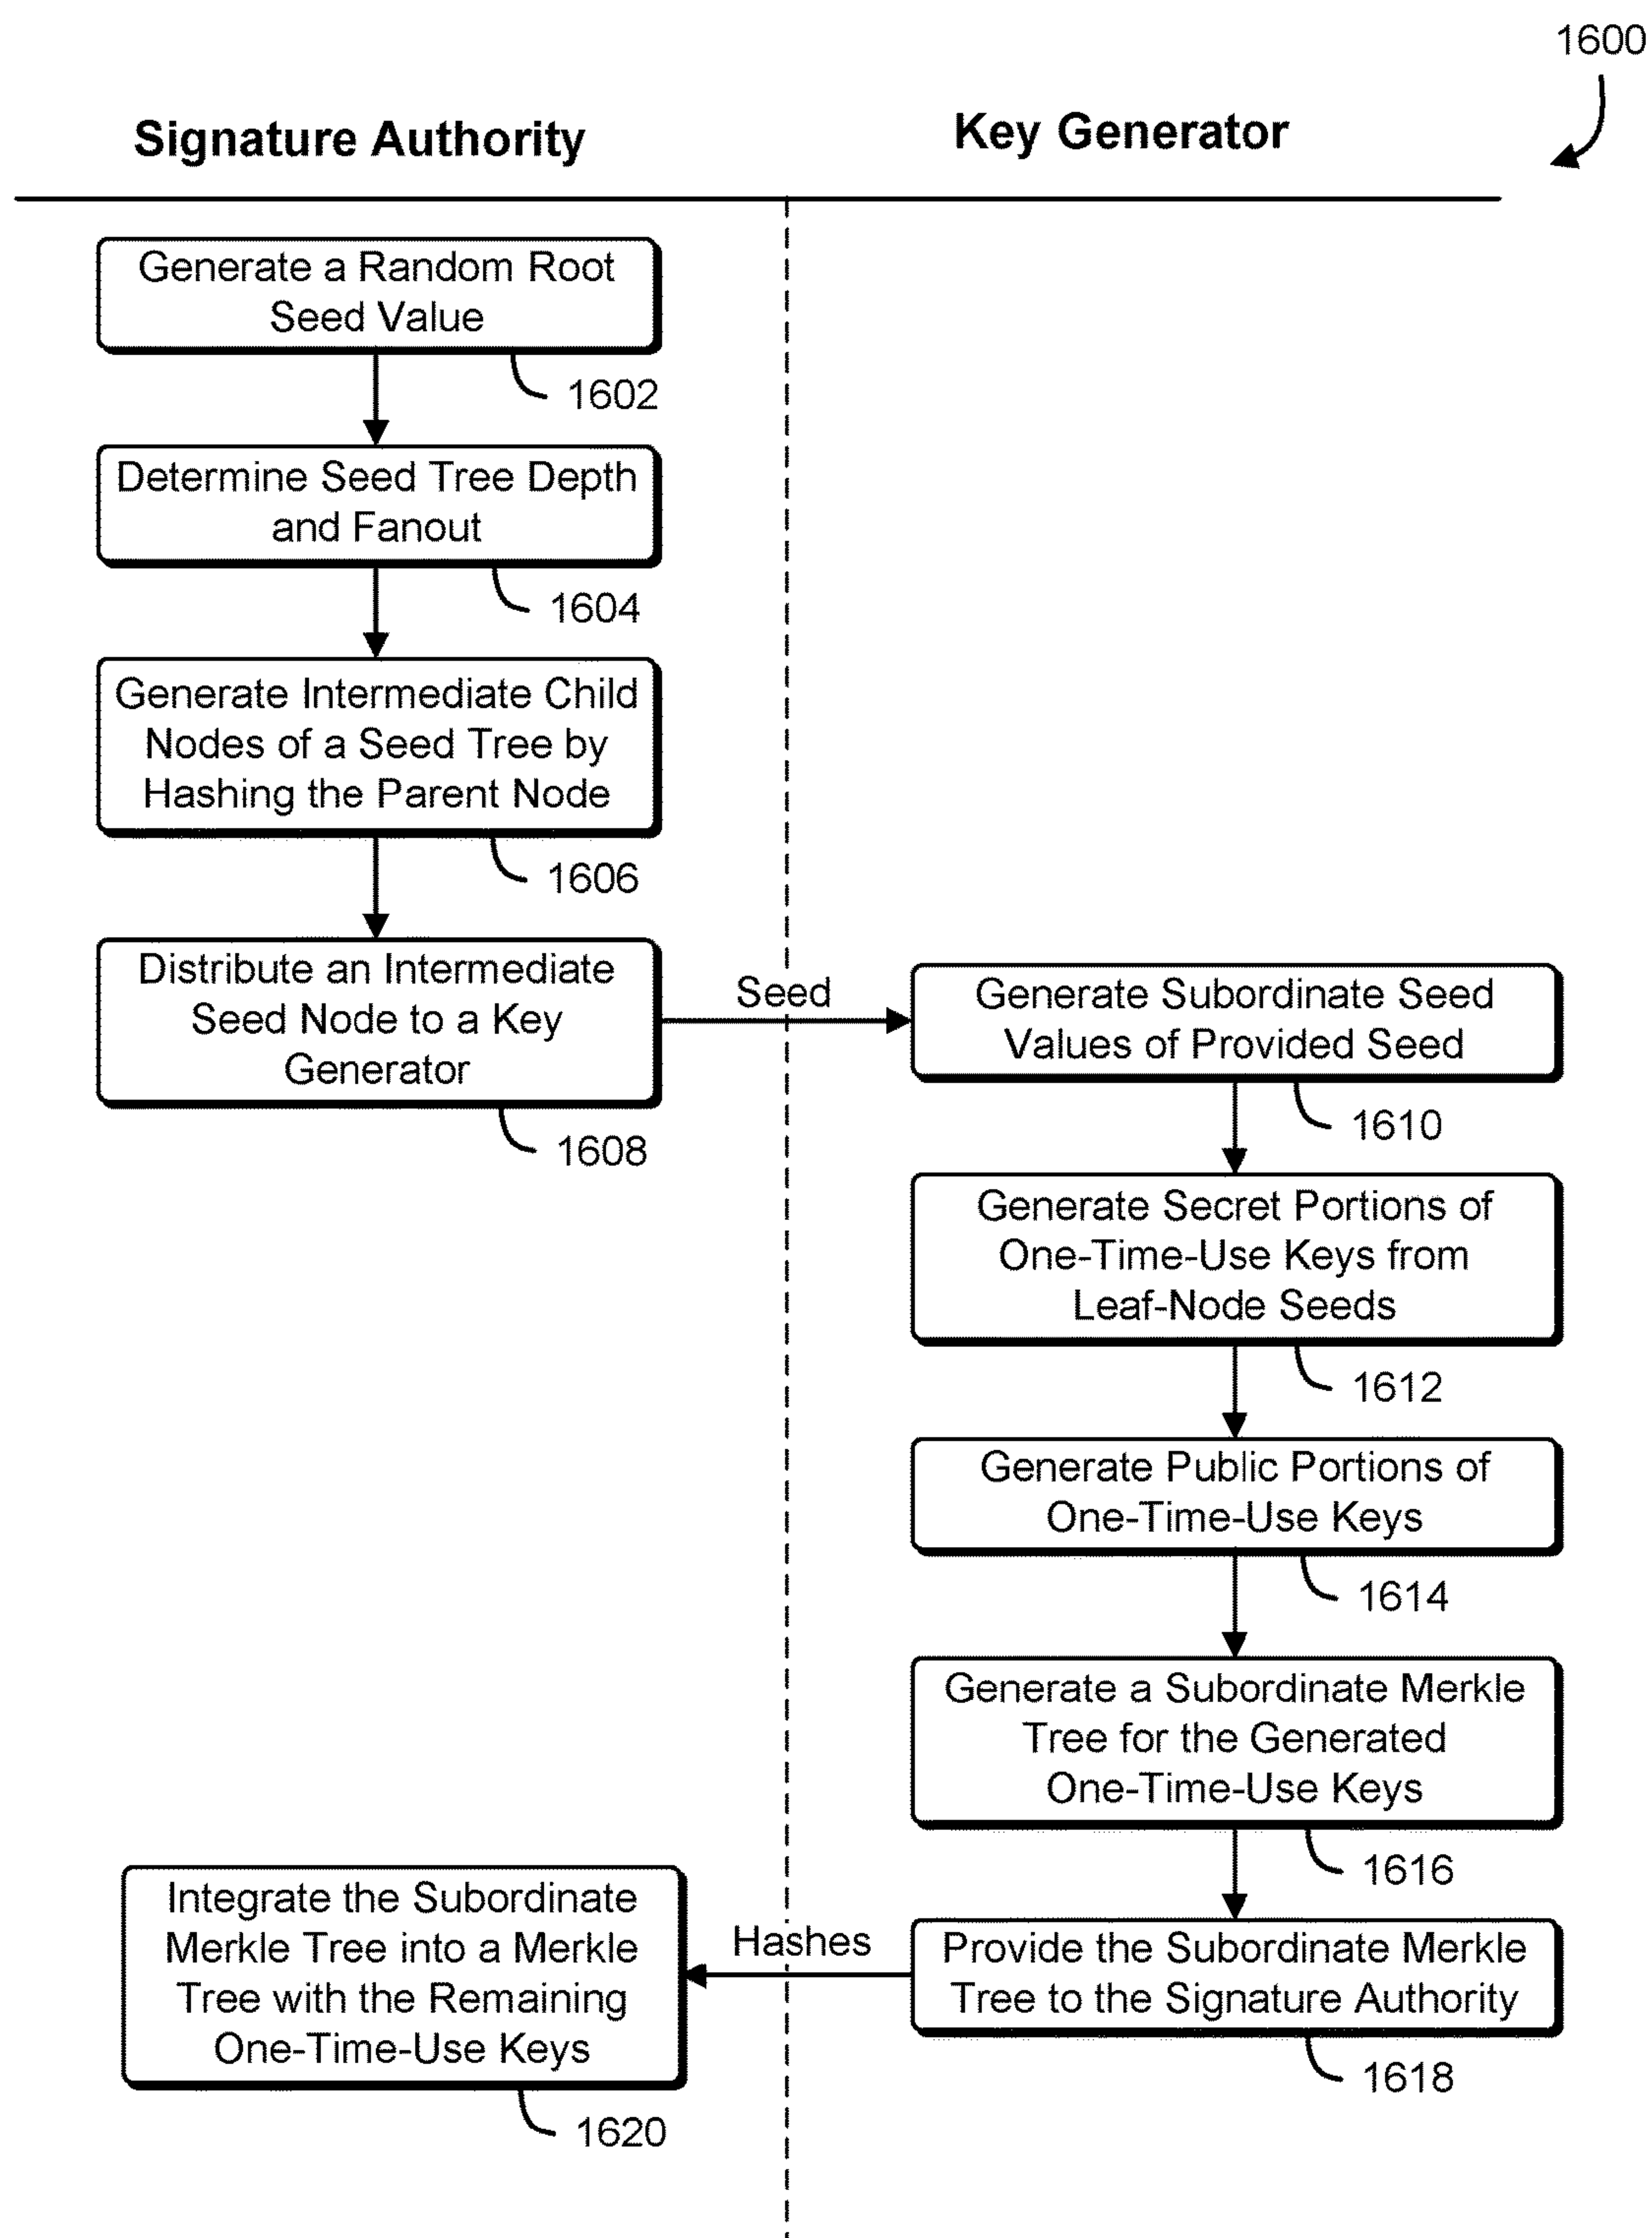 1600
Signature Authority
Key Generator
Generate a Random Root
Seed Value
1602
Determine Seed Tree Depth
and Fanout
1604
Generate Intermediate Child
Nodes of a Seed Tree by
Hashing the Parent Node
1606
Distribute an Intermediate
Seed Node to a Key
Generator
1608
Seed
Generate Subordinate Seed
Values of Provided Seed
1610
Generate Secret Portions of
One-Time-Use Keys from
Leaf-Node Seeds
1612
Generate Public Portions of
One-Time-Use Keys
1614
Generate a Subordinate Merkle
Tree for the Generated
One-Time-Use Keys
1616
Provide the Subordinate Merkle
Tree to the Signature Authority
1618
Hashes
Integrate the Subordinate
Merkle Tree into a Merkle
Tree with the Remaining
One-Time-Use Keys
1620